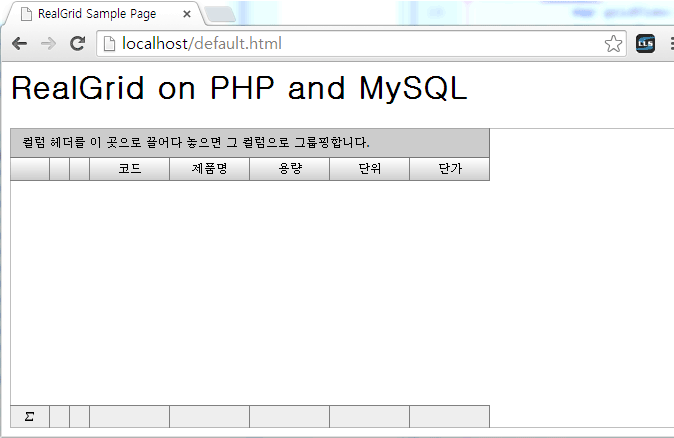 RealGrid Sample Page
localhost/default.html
CLS
RealGrid on PHP and MySQL
컬럼 헤더를 이 곳으로 끌어다 놓으면 그 컬럼으로 그룹핑합니다.
코드 제품명 용량 단위 단가
Σ